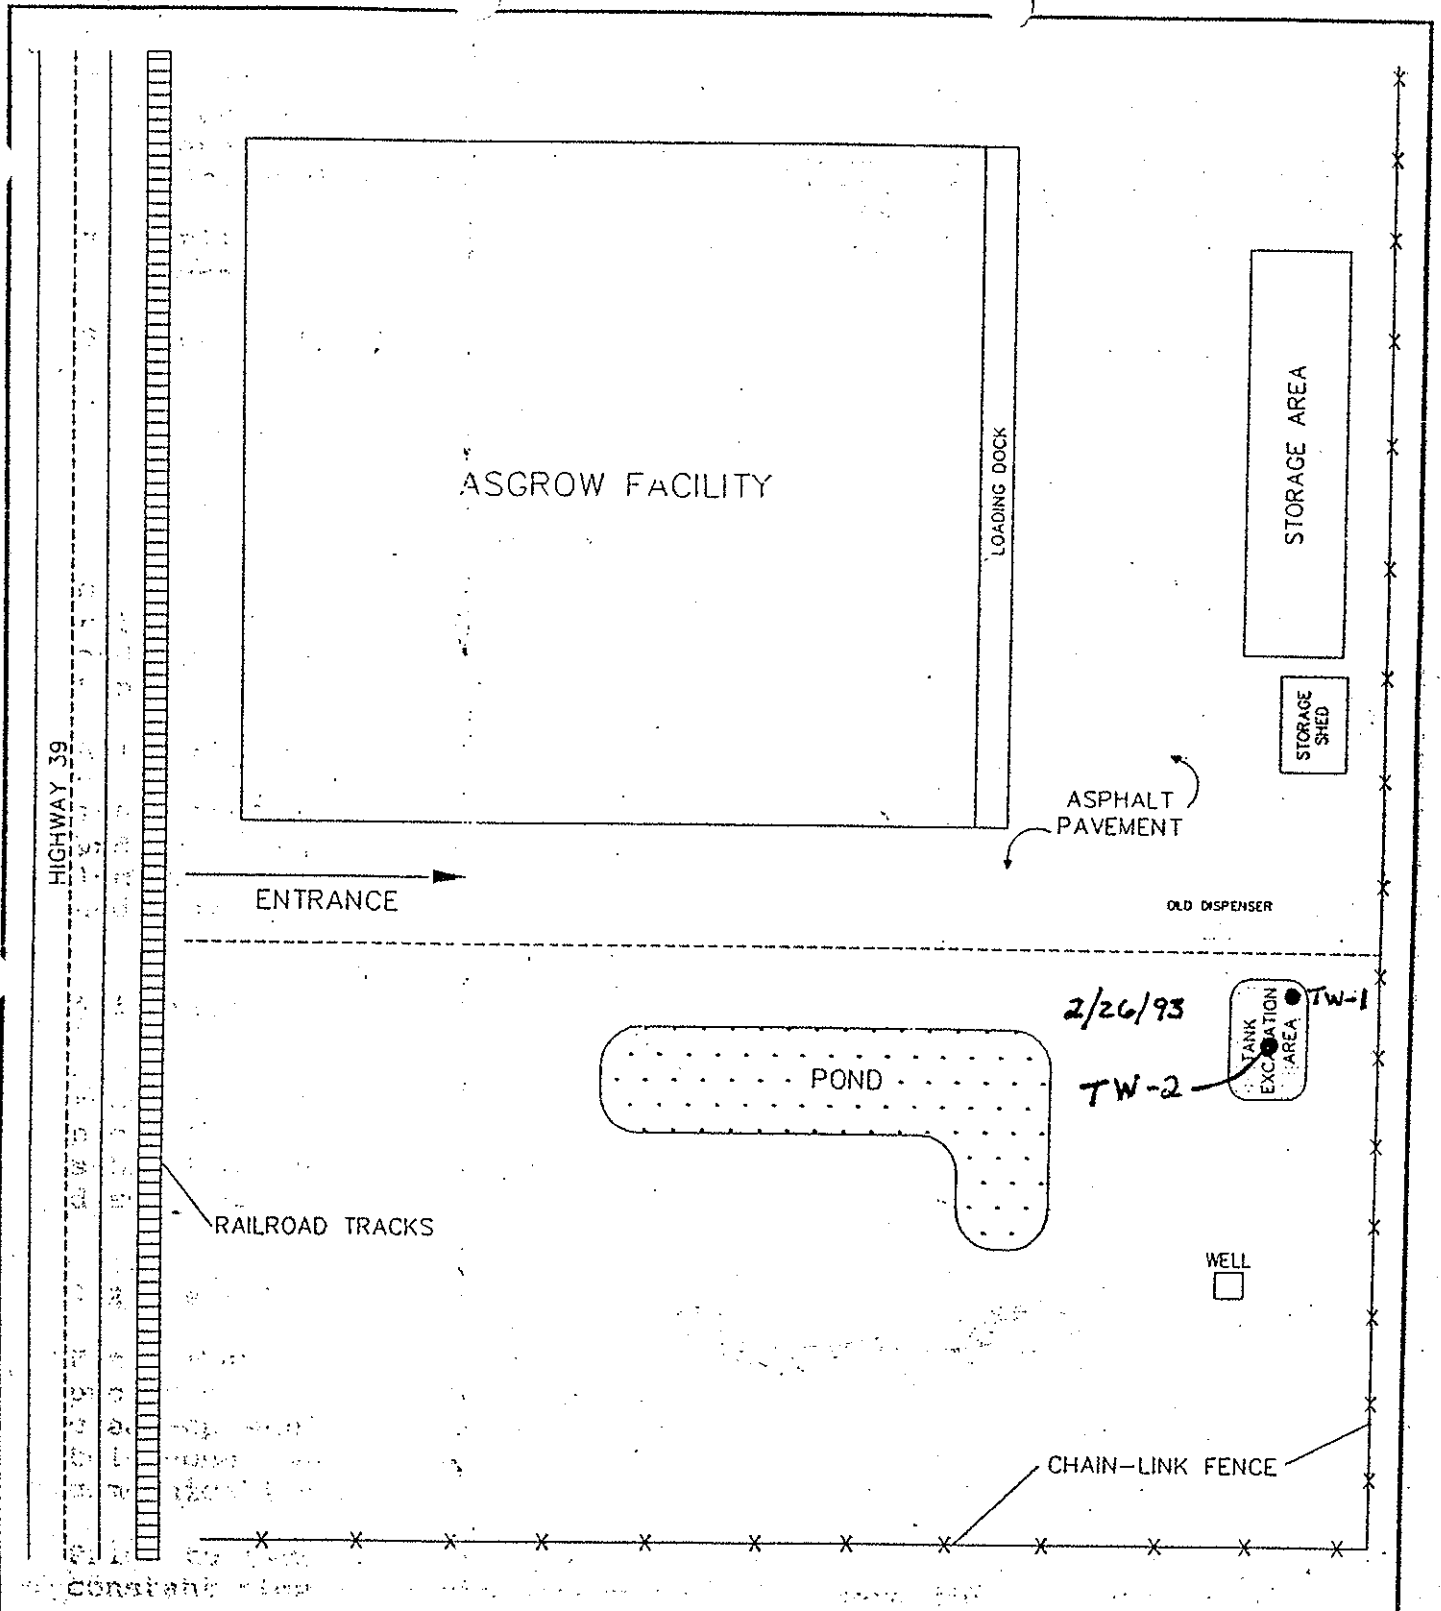 HIGHWAY 39
ASGROW FACILITY
LOADING DOCK
STORAGE AREA
STORAGE
SHED
ASPHALT
PAVEMENT
ENTRANCE
OLD DISPENSER
2/26/93
TANK
EXCAVATION
AREA
TW-1
TW-2
POND
RAILROAD TRACKS
WELL
CHAIN-LINK FENCE
constant